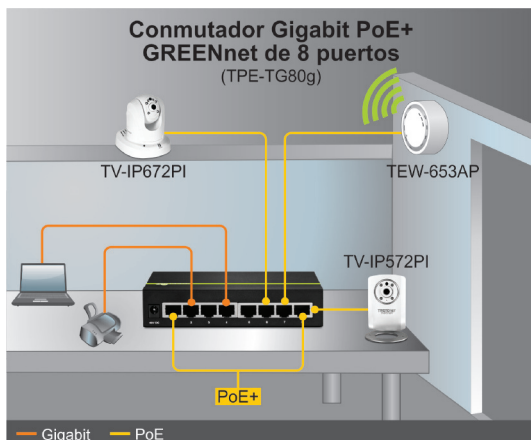 Conmutador Gigabit PoE+
GREENnet de 8 puertos
(TPE-TG80g)
TV-IP672PI
TEW-653AP
TV-IP572PI
PoE+
Gigabit
PoE